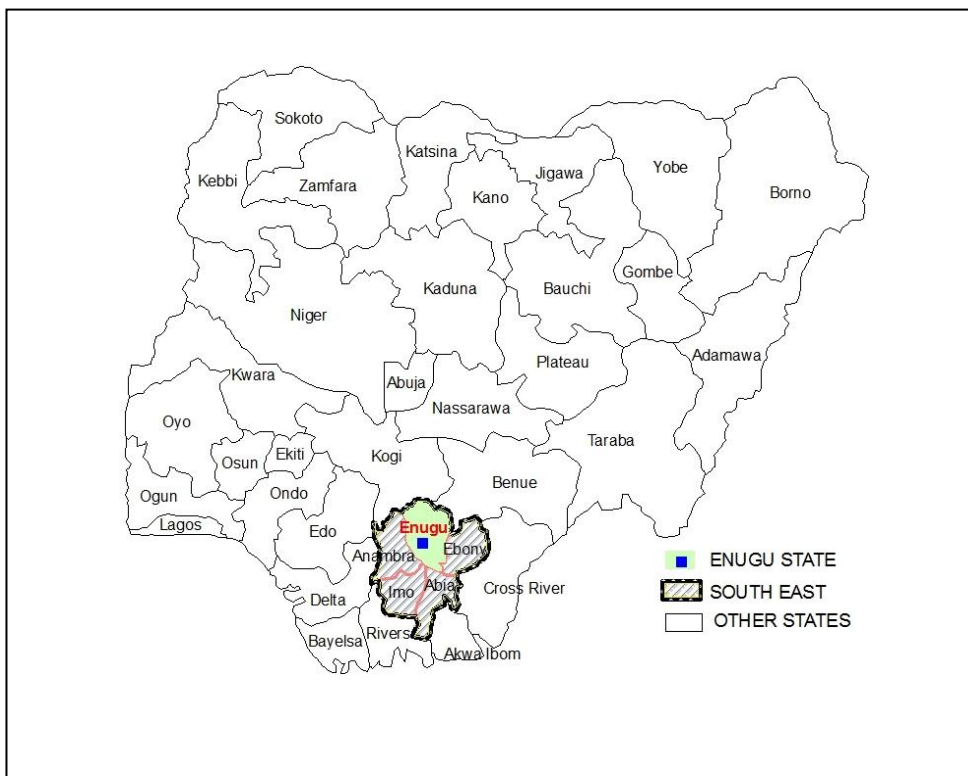 Sokoto
Katsina
Yobe
Jigawa
Kebbi
Zamfara
Kano
Borno
Gombe
Kaduna
Bauchi
Niger
Adamawa
Plateau
Kwara
Abuja
Nassarawa
Oyo
Taraba
Ekiti
Kogi
Osun
Benue
Ondo
Ogun
Lagos
Enugu
Edo
Ebony
Anambra
ENUGU STATE
Abia
Cross River
Imo
SOUTH EAST
Delta
OTHER STATES
Rivers
Bayelsa
Akwa Ibom